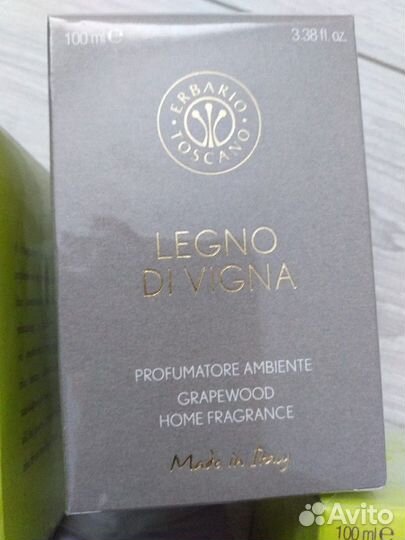 100 ml ℮ 3.38 fl.oz.
ERBARIO
TOSCANO
LEGNO
DI VIGNA
PROFUMATORE AMBIENTE
GRAPEWOOD
HOME FRAGRANCE
Made in Italy
100 ml ℮
Avito